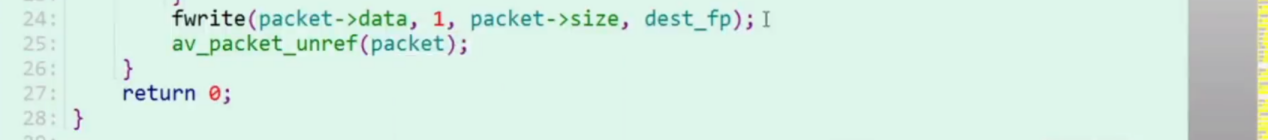 24: fwrite(packet->data, 1, packet->size, dest_fp);
25: av_packet_unref(packet);
26: }
27: return 0;
28: }